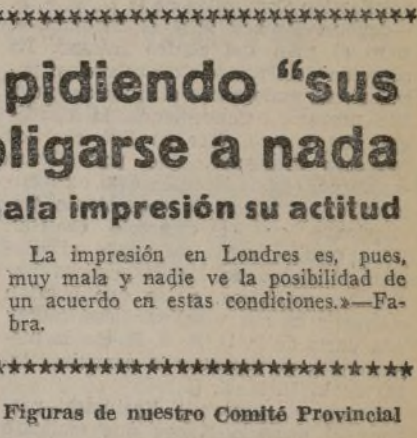 pidiendo “sus
ligarse a nada
ala impresión su actitud
La impresión en Londres es, pues,
muy mala y nadie ve la posibilidad de
un acuerdo en estas condiciones.»—Fa-
bra.
Figuras de nuestro Comité Provincial